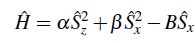 Ĥ = αŜ_z^2 + βŜ_x^2 − BŜ_x